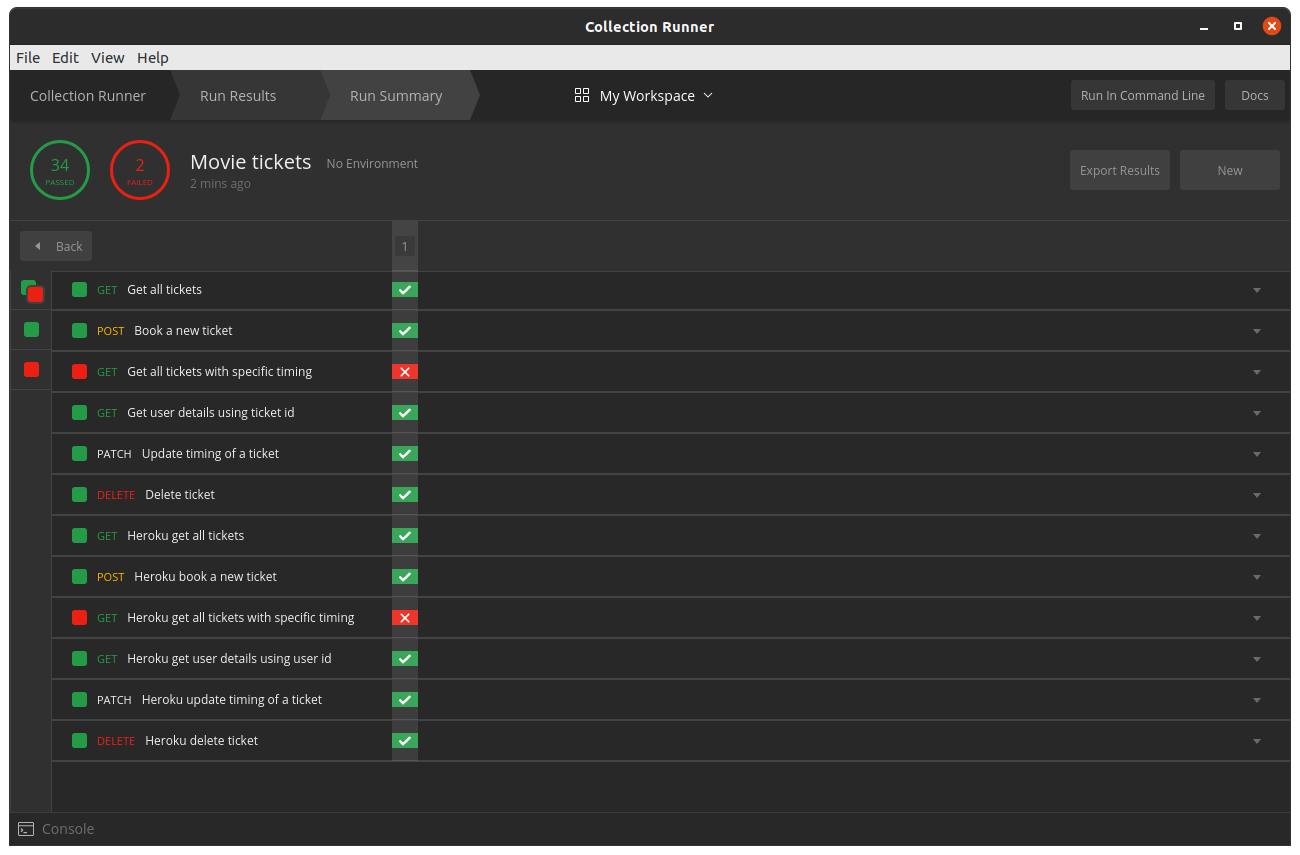 Collection Runner
File Edit View Help
Collection Runner Run Results Run Summary My Workspace Run In Command Line Docs
34 PASSED
2 FAILED
Movie tickets No Environment
2 mins ago
Export Results New
Back 1
GET Get all tickets
POST Book a new ticket
GET Get all tickets with specific timing
GET Get user details using ticket id
PATCH Update timing of a ticket
DELETE Delete ticket
GET Heroku get all tickets
POST Heroku book a new ticket
GET Heroku get all tickets with specific timing
GET Heroku get user details using user id
PATCH Heroku update timing of a ticket
DELETE Heroku delete ticket
Console